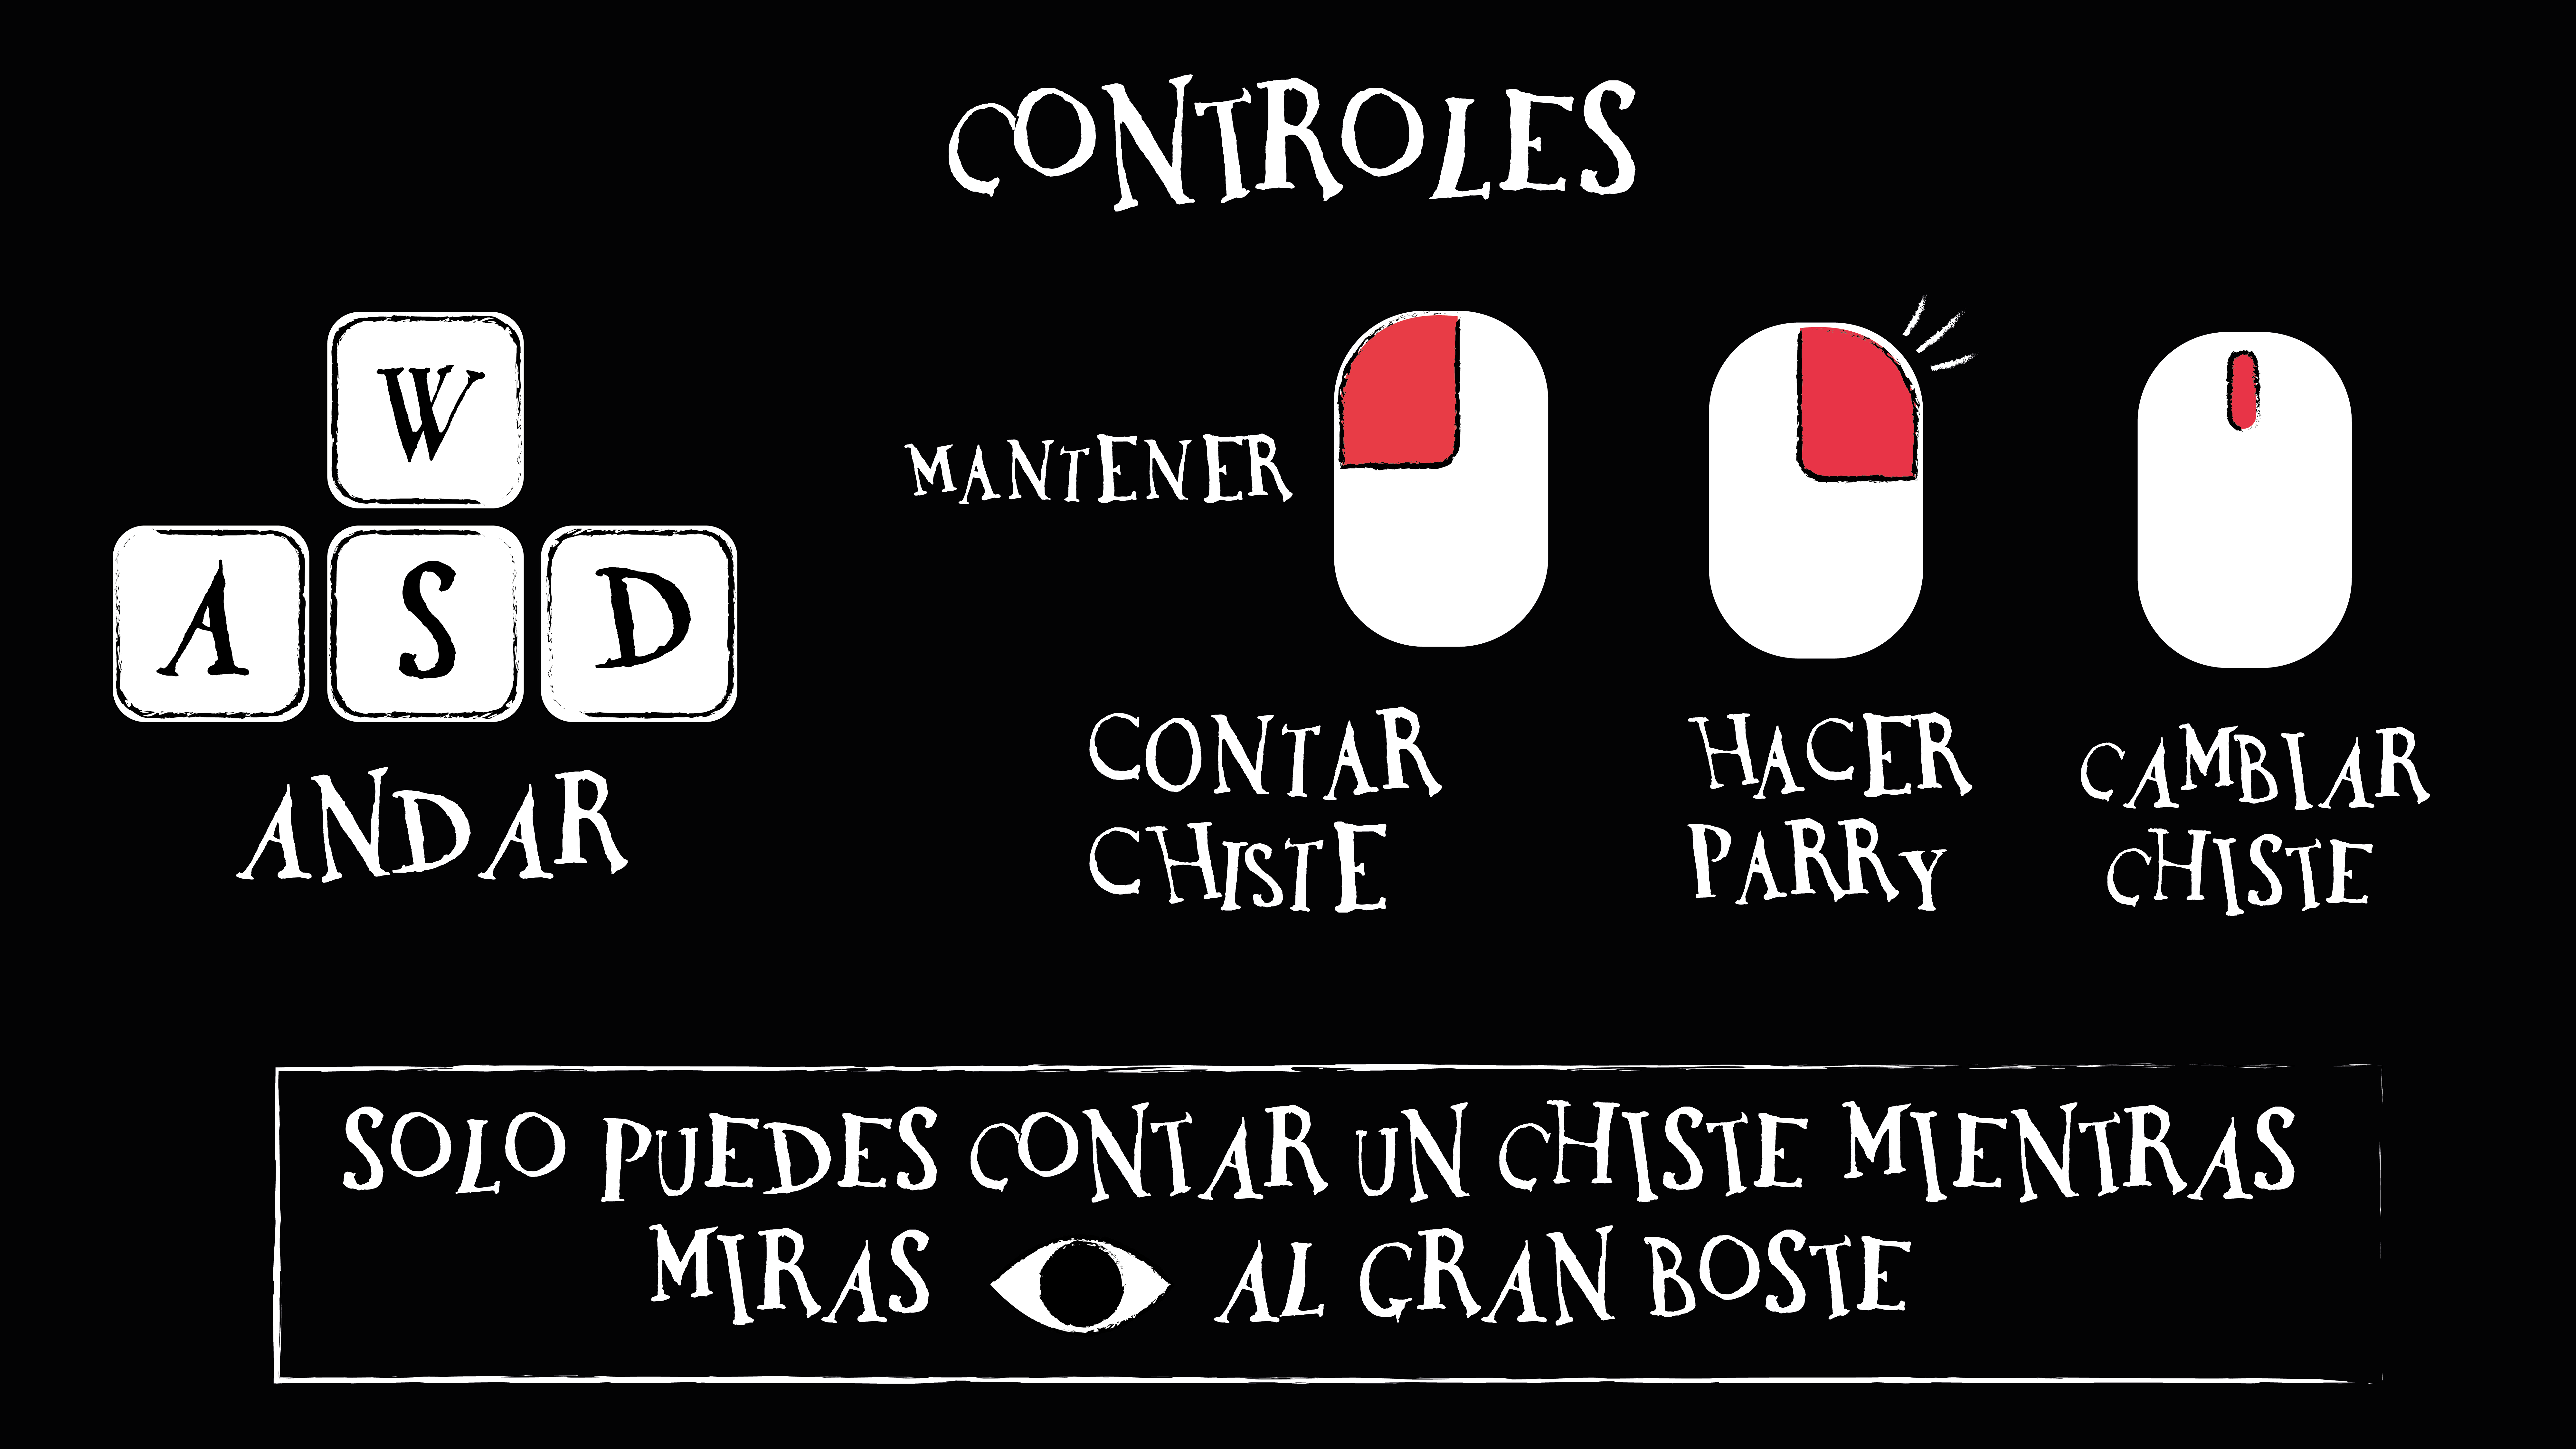 CONTROLES
W
A S D
ANDAR
MANTENER
CONTAR
CHISTE
HACER
PARRY
CAMBIAR
CHISTE
SOLO PUEDES CONTAR UN CHISTE MIENTRAS
MIRAS AL GRAN BOSTE